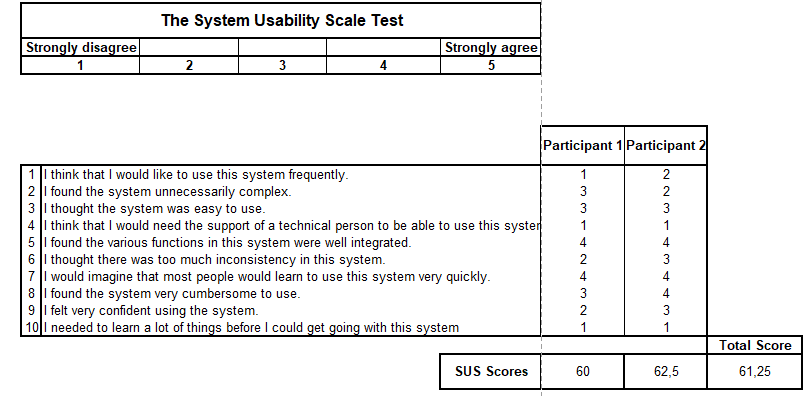 The System Usability Scale Test
Strongly disagree Strongly agree
1 2 3 4 5
Participant 1 Participant 2
1 I think that I would like to use this system frequently. 1 2
2 I found the system unnecessarily complex. 3 2
3 I thought the system was easy to use. 3 3
4 I think that I would need the support of a technical person to be able to use this syster 1 1
5 I found the various functions in this system were well integrated. 4 4
6 I thought there was too much inconsistency in this system. 2 3
7 I would imagine that most people would learn to use this system very quickly. 4 4
8 I found the system very cumbersome to use. 3 4
9 I felt very confident using the system. 2 3
10 I needed to learn a lot of things before I could get going with this system 1 1
Total Score
SUS Scores 60 62,5 61,25